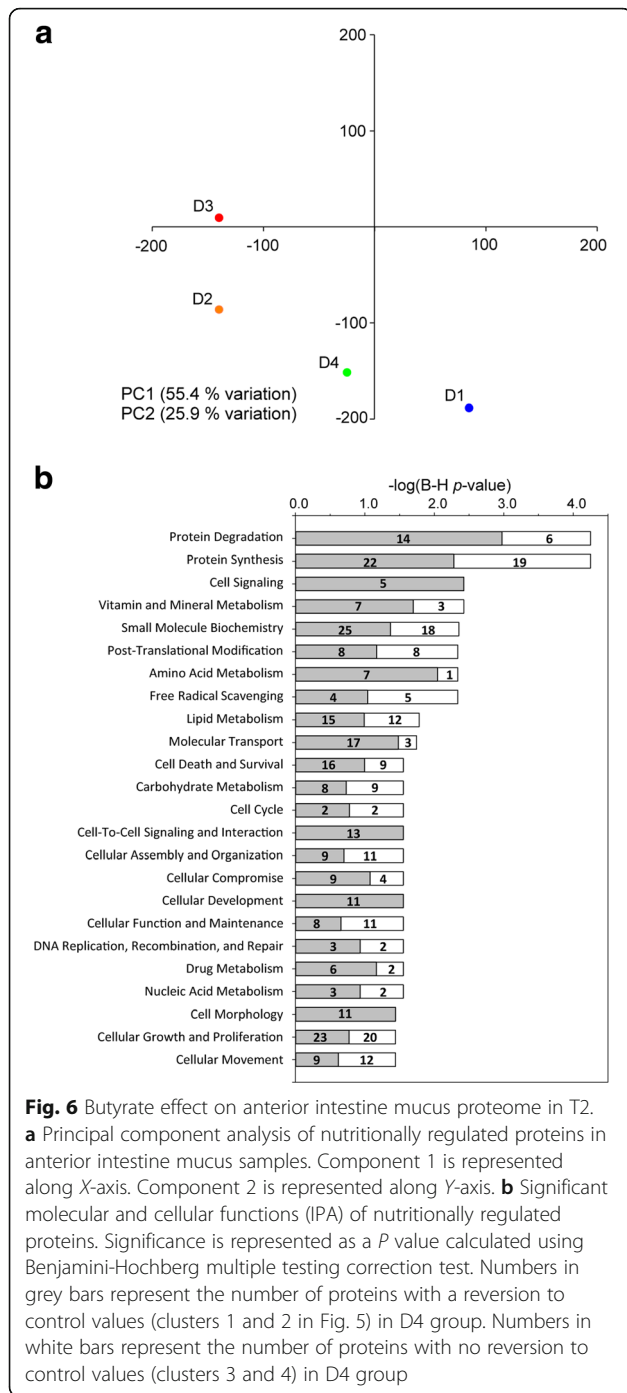 a
200
100
D3
-200
-100
100
200
D2
-100
D4
PC1 (55.4 % variation)
PC2 (25.9 % variation)
D1
-200
b
-log(B-H p-value)
0.0 1.0 2.0 3.0 4.0
Protein Degradation 14 6
Protein Synthesis 22 19
Cell Signaling 5
Vitamin and Mineral Metabolism 7 3
Small Molecule Biochemistry 25 18
Post-Translational Modification 8 8
Amino Acid Metabolism 7 1
Free Radical Scavenging 4 5
Lipid Metabolism 15 12
Molecular Transport 17 3
Cell Death and Survival 16 9
Carbohydrate Metabolism 8 9
Cell Cycle 2 2
Cell-To-Cell Signaling and Interaction 13
Cellular Assembly and Organization 9 11
Cellular Compromise 9 4
Cellular Development 11
Cellular Function and Maintenance 8 11
DNA Replication, Recombination, and Repair 3 2
Drug Metabolism 6 2
Nucleic Acid Metabolism 3 2
Cell Morphology 11
Cellular Growth and Proliferation 23 20
Cellular Movement 9 12
Fig. 6 Butyrate effect on anterior intestine mucus proteome in T2.
a Principal component analysis of nutritionally regulated proteins in
anterior intestine mucus samples. Component 1 is represented
along X-axis. Component 2 is represented along Y-axis. b Significant
molecular and cellular functions (IPA) of nutritionally regulated
proteins. Significance is represented as a P value calculated using
Benjamini-Hochberg multiple testing correction test. Numbers in
grey bars represent the number of proteins with a reversion to
control values (clusters 1 and 2 in Fig. 5) in D4 group. Numbers in
white bars represent the number of proteins with no reversion to
control values (clusters 3 and 4) in D4 group